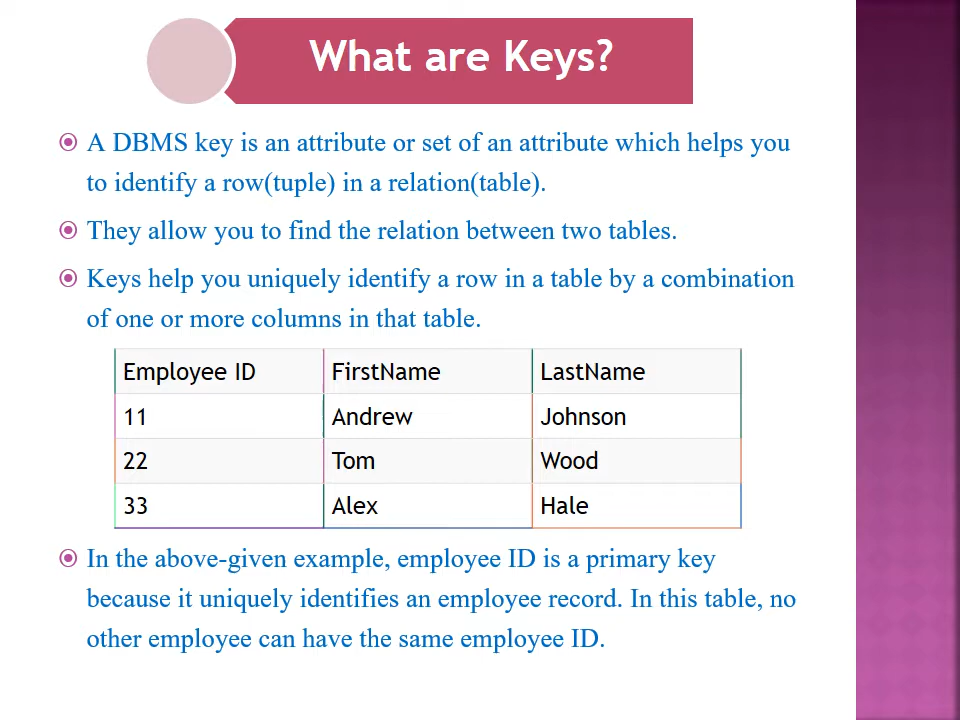 What are Keys?
A DBMS key is an attribute or set of an attribute which helps you
to identify a row(tuple) in a relation(table).
They allow you to find the relation between two tables.
Keys help you uniquely identify a row in a table by a combination
of one or more columns in that table.
Employee ID FirstName LastName
11 Andrew Johnson
22 Tom Wood
33 Alex Hale
In the above-given example, employee ID is a primary key
because it uniquely identifies an employee record. In this table, no
other employee can have the same employee ID.